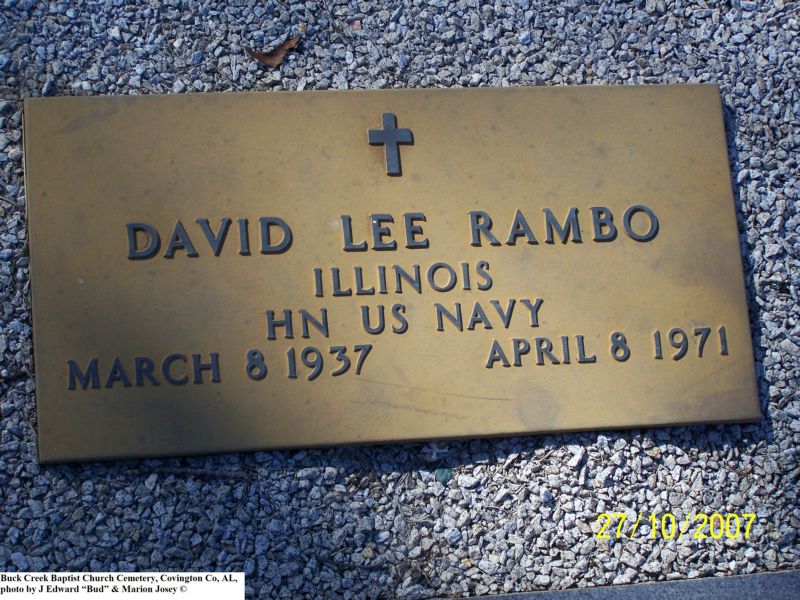 DAVID LEE RAMBO
ILLINOIS
HN US NAVY
MARCH 8 1937 APRIL 8 1971
27/10/2007
Buck Creek Baptist Church Cemetery, Covington Co, AL,
photo by J Edward “Bud” & Marion Josey ©